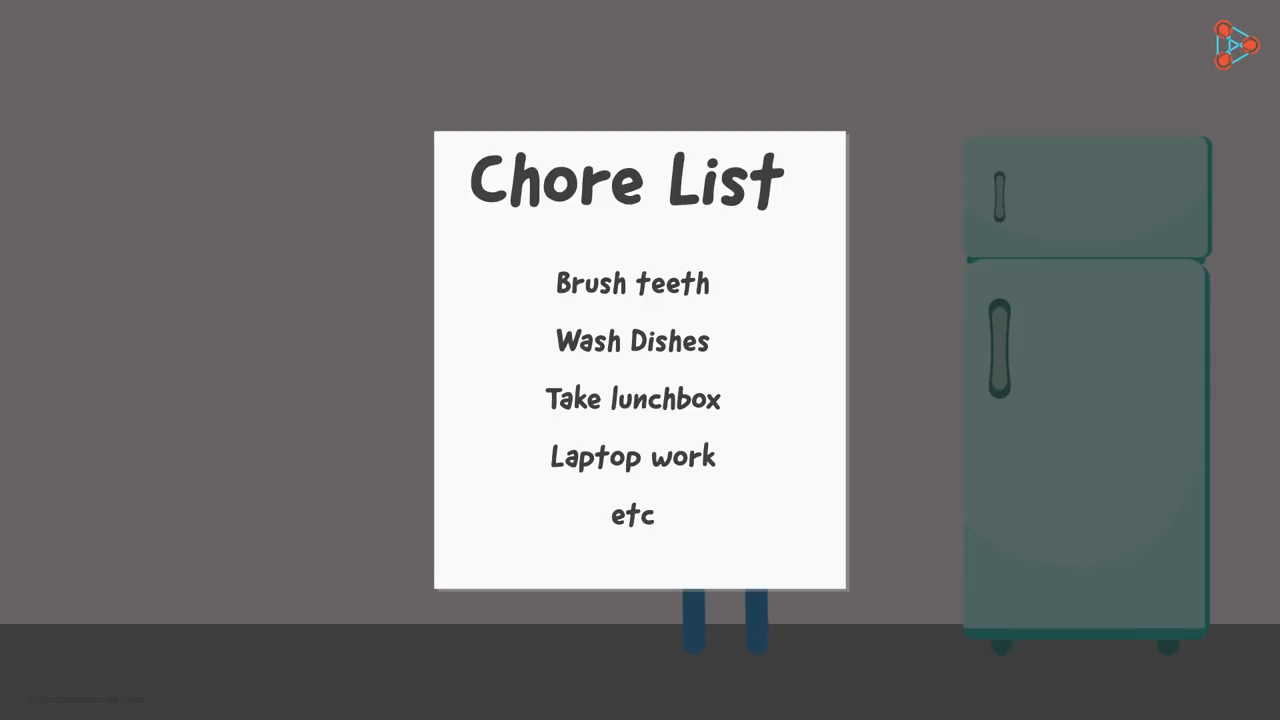 Chore List
Brush teeth
Wash Dishes
Take lunchbox
Laptop work
etc